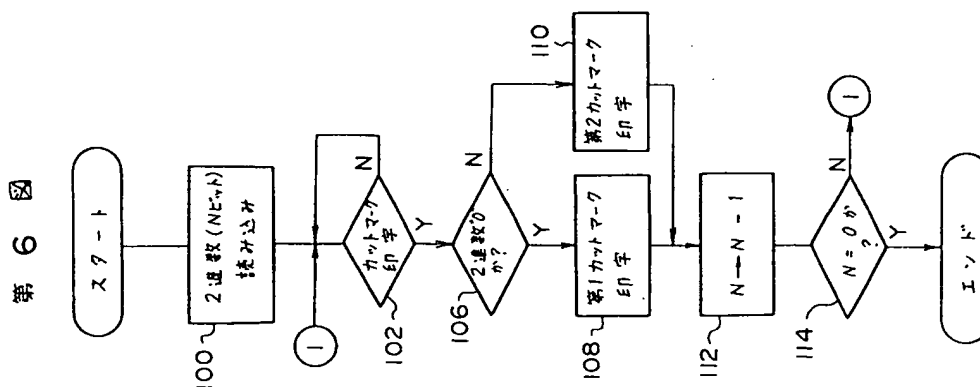 第 6 図
スタート
100
2進数(Nビット)
読み込み
1
102
カットマーク
印字
N
Y
106
2進数"0"
か?
N
Y
108
第1カットマーク
印字
110
第2カットマーク
印字
112
N→N-1
114
N=0か
?
N
1
Y
エンド